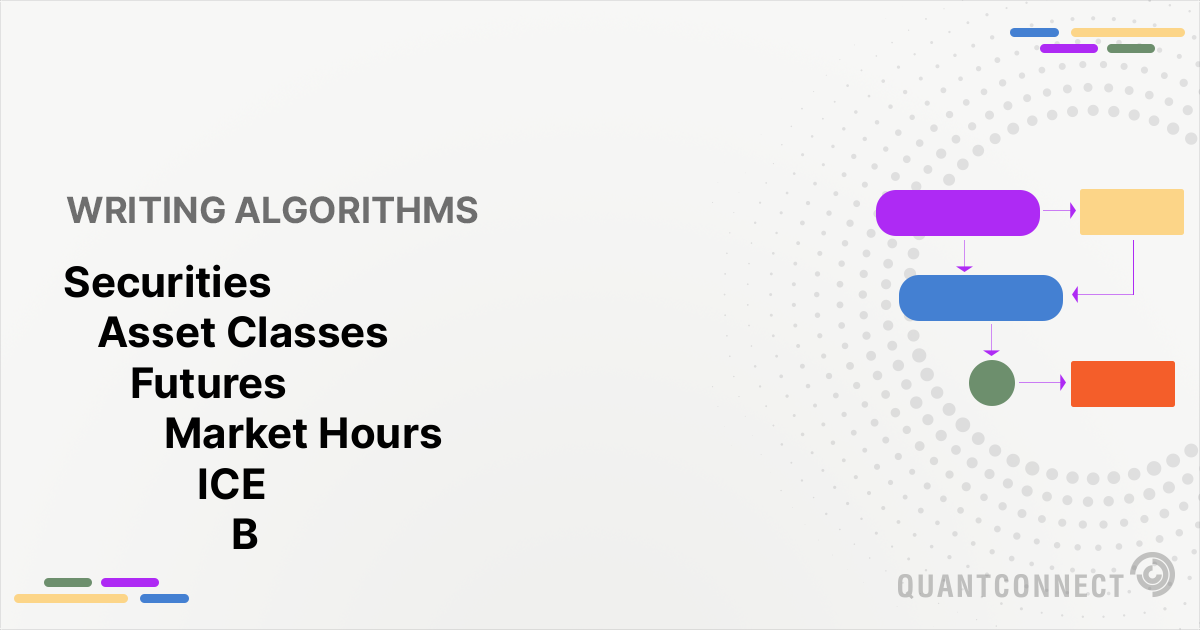 WRITING ALGORITHMS
Securities
Asset Classes
Futures
Market Hours
ICE
B
QUANTCONNECT